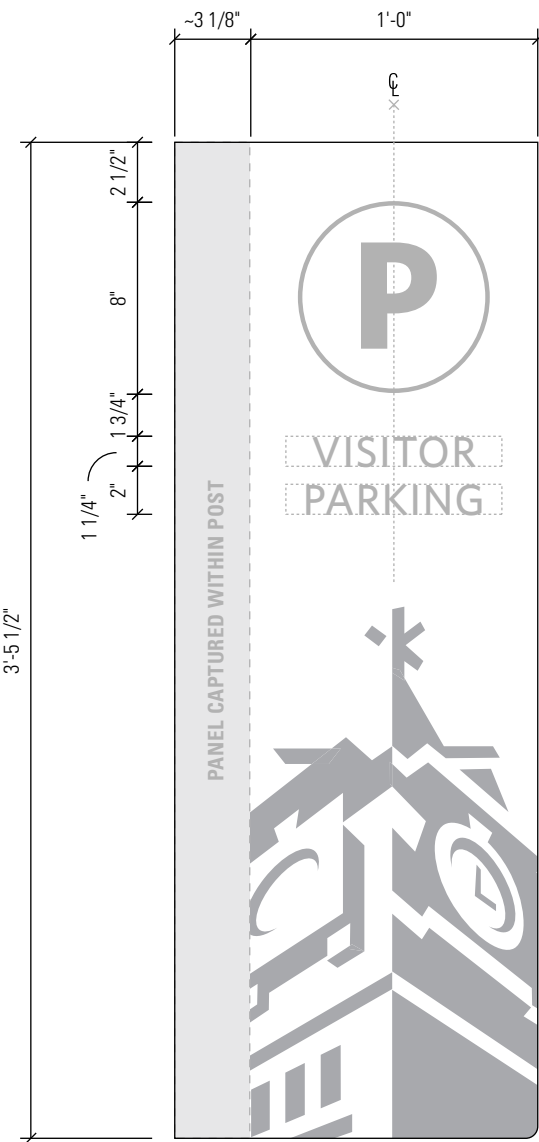 ~3 1/8"
1'-0"
℄
2 1/2"
8"
1 3/4"
1 1/4"
2"
3'-5 1/2"
P
VISITOR
PARKING
PANEL CAPTURED WITHIN POST